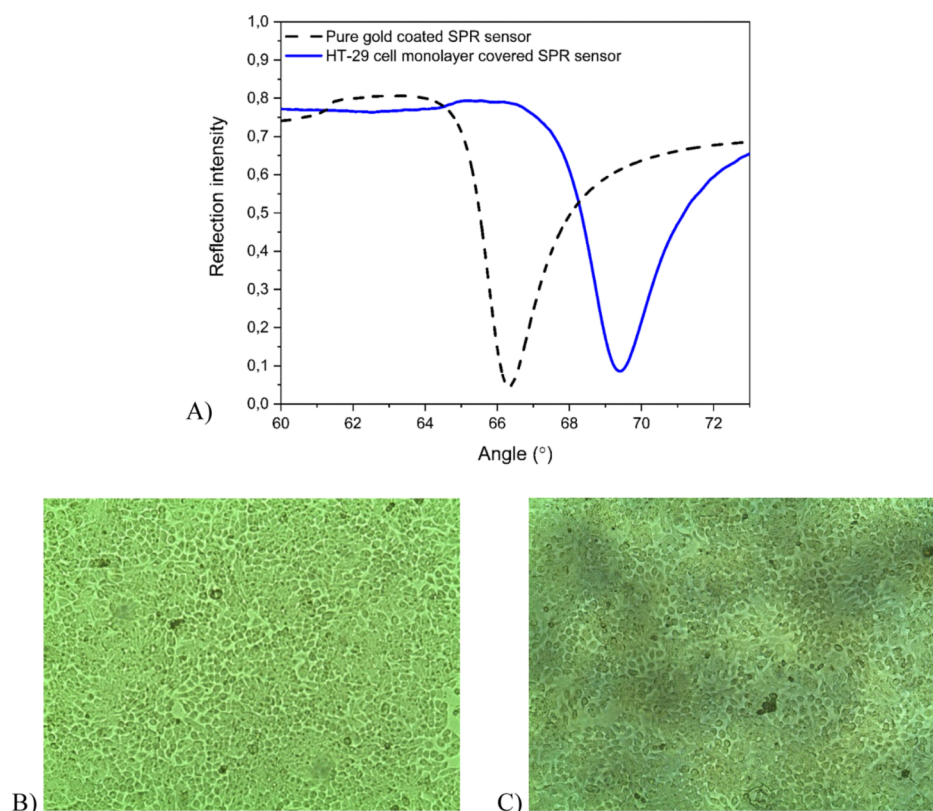 Pure gold coated SPR sensor
HT-29 cell monolayer covered SPR sensor
1,0
0,9
0,8
0,7
0,6
0,5
0,4
0,3
0,2
0,1
0,0
Reflection intensity
60 62 64 66 68 70 72
Angle (°)
A)
B)
C)